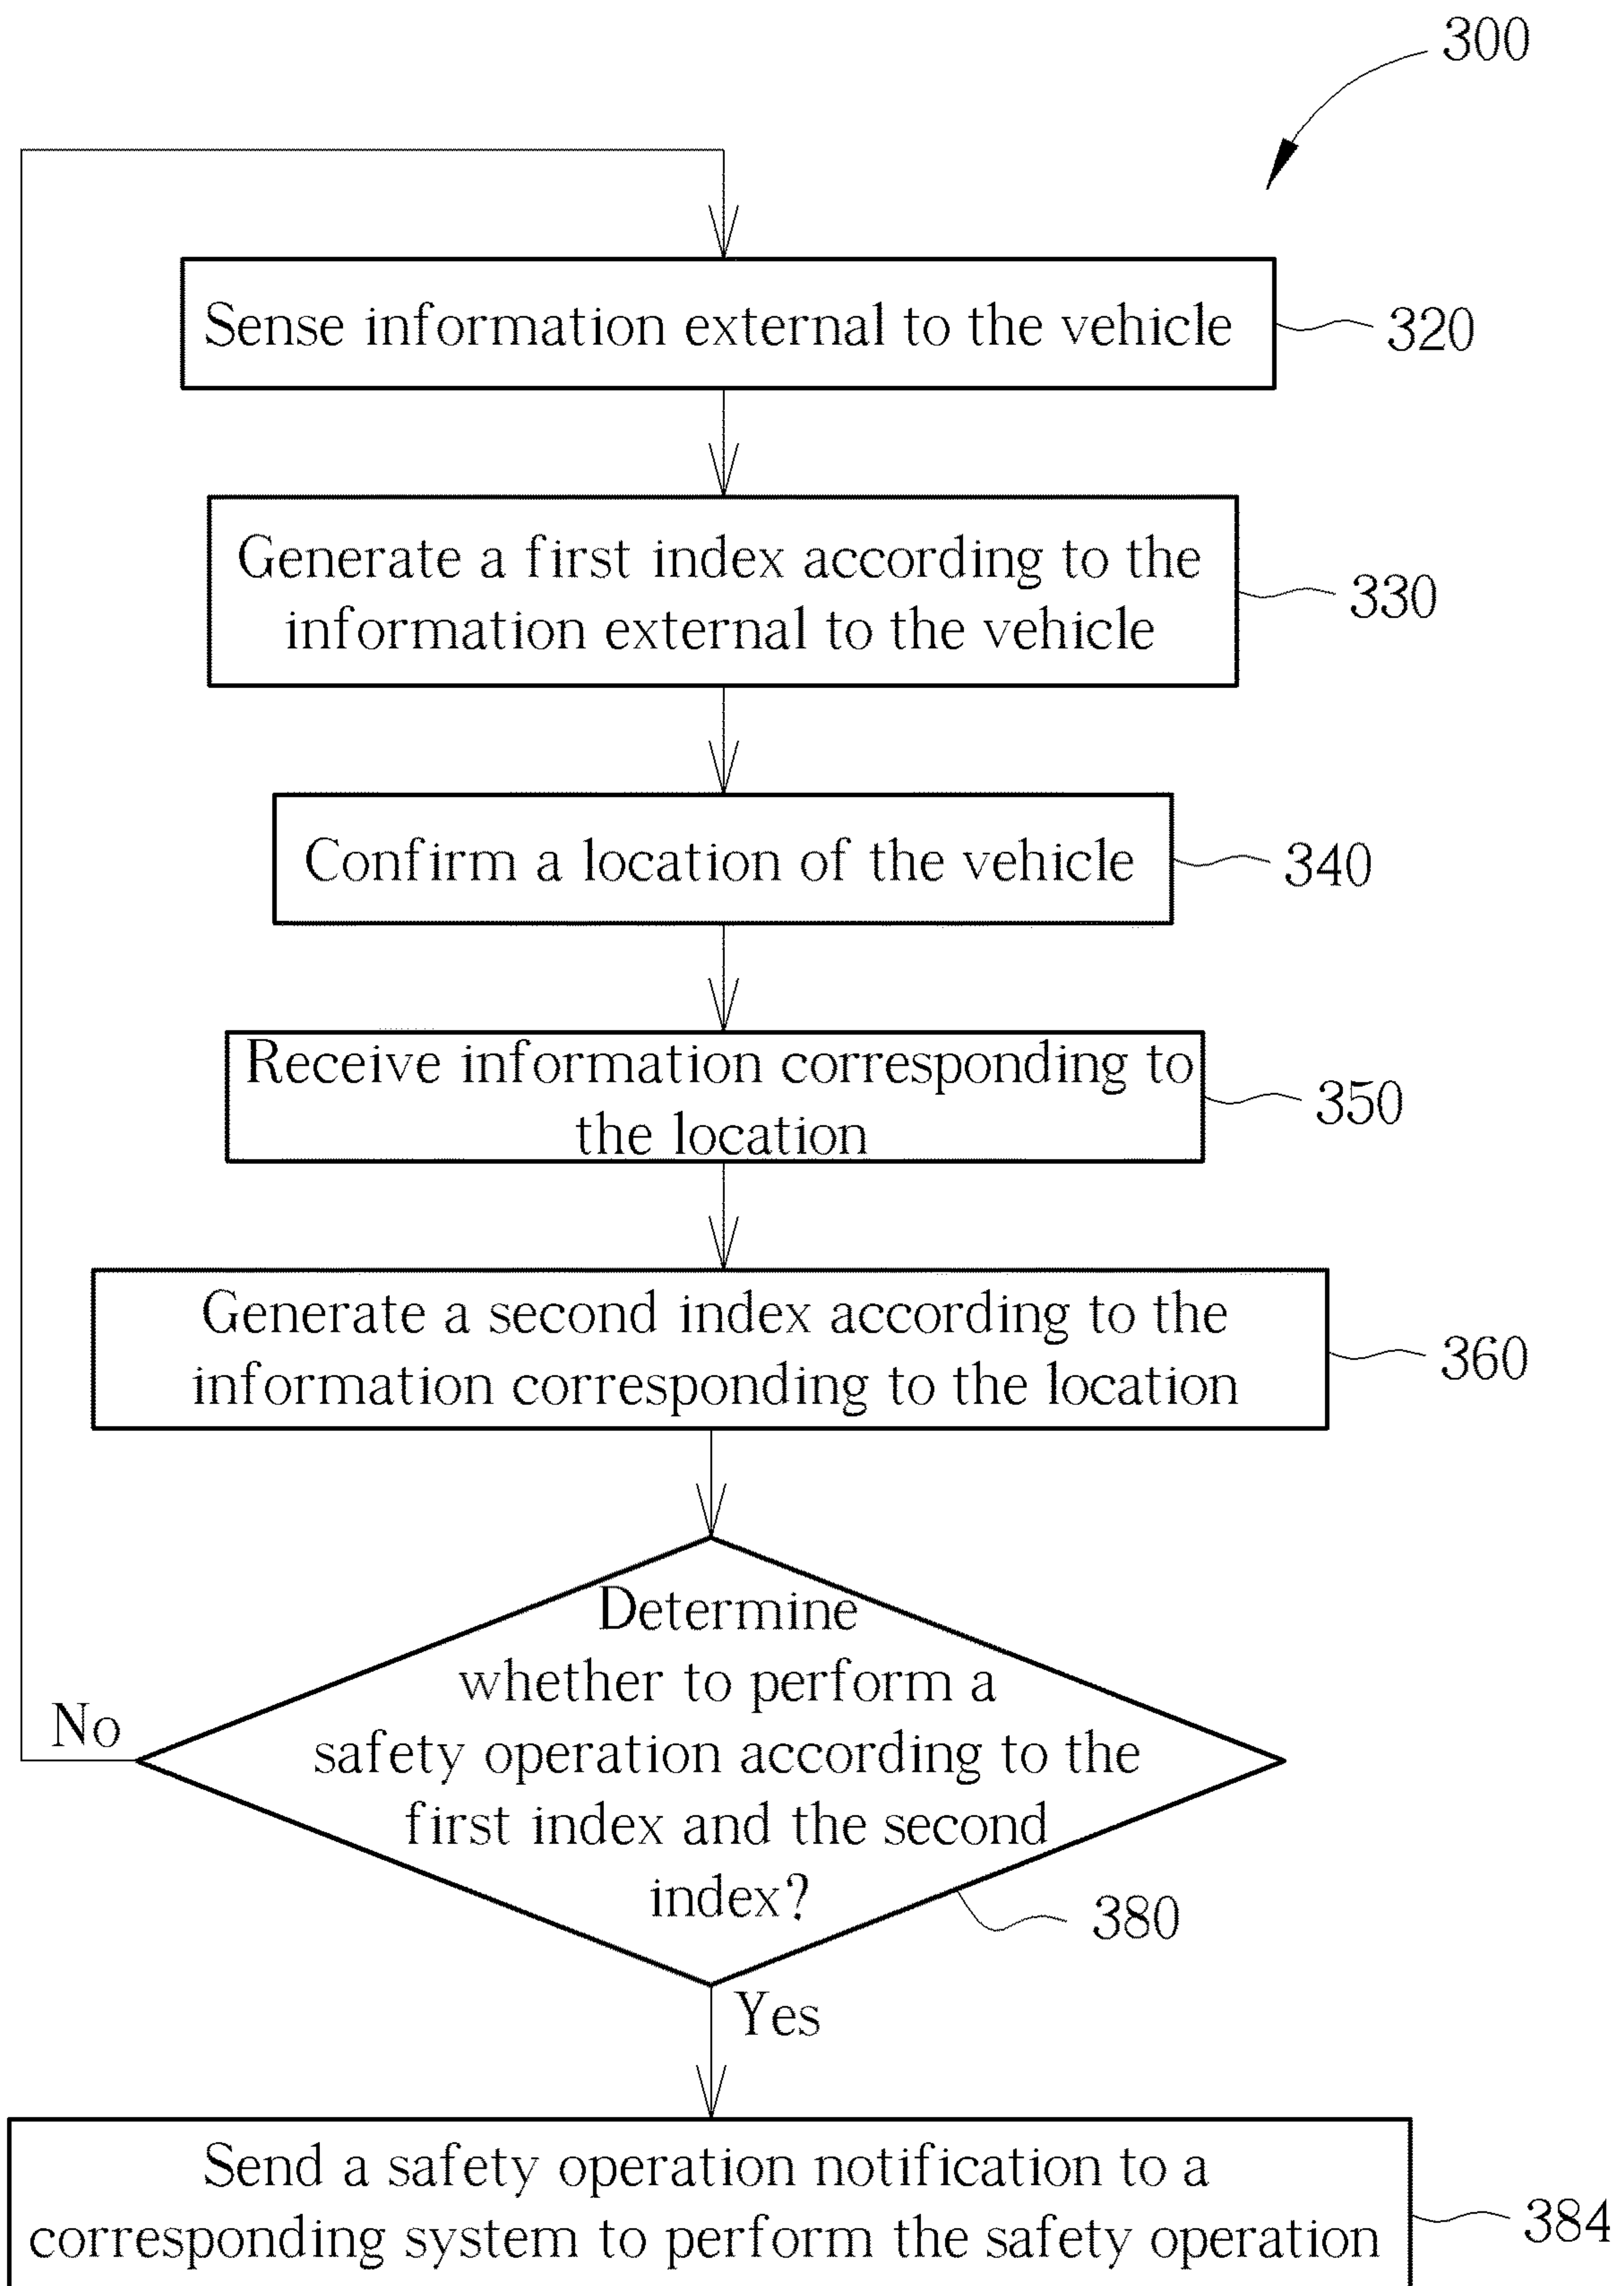 300
Sense information external to the vehicle
320
Generate a first index according to the
information external to the vehicle
330
Confirm a location of the vehicle
340
Receive information corresponding to
the location
350
Generate a second index according to the
information corresponding to the location
360
Determine
whether to perform a
safety operation according to the
first index and the second
index?
No
380
Yes
Send a safety operation notification to a
corresponding system to perform the safety operation
384